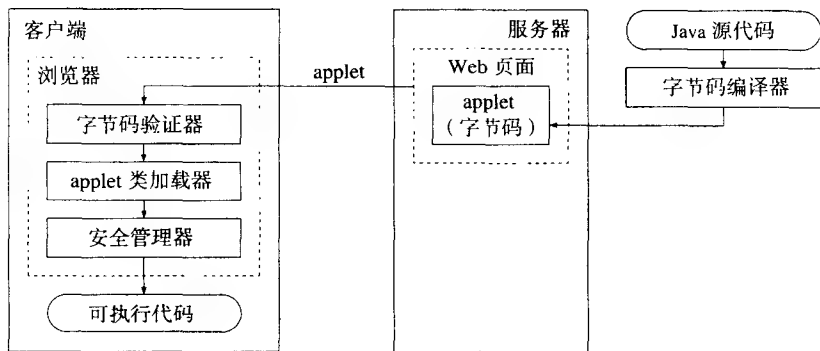 客户端
浏览器
字节码验证器
applet 类加载器
安全管理器
可执行代码
applet
服务器
Web 页面
applet
（字节码）
Java 源代码
字节码编译器